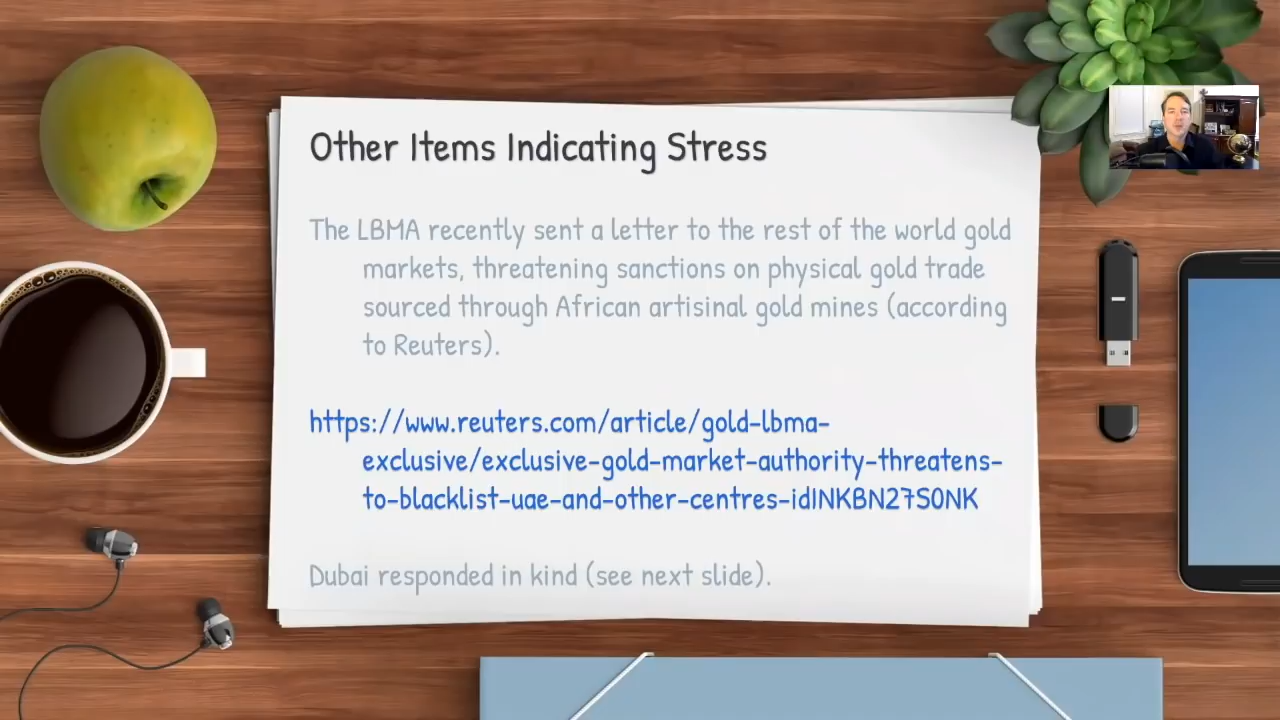 Other Items Indicating Stress
The LBMA recently sent a letter to the rest of the world gold
markets, threatening sanctions on physical gold trade
sourced through African artisinal gold mines (according
to Reuters).
https://www.reuters.com/article/gold-lbma-
exclusive/exclusive-gold-market-authority-threatens-
to-blacklist-uae-and-other-centres-idINKBN27S0NK
Dubai responded in kind (see next slide).